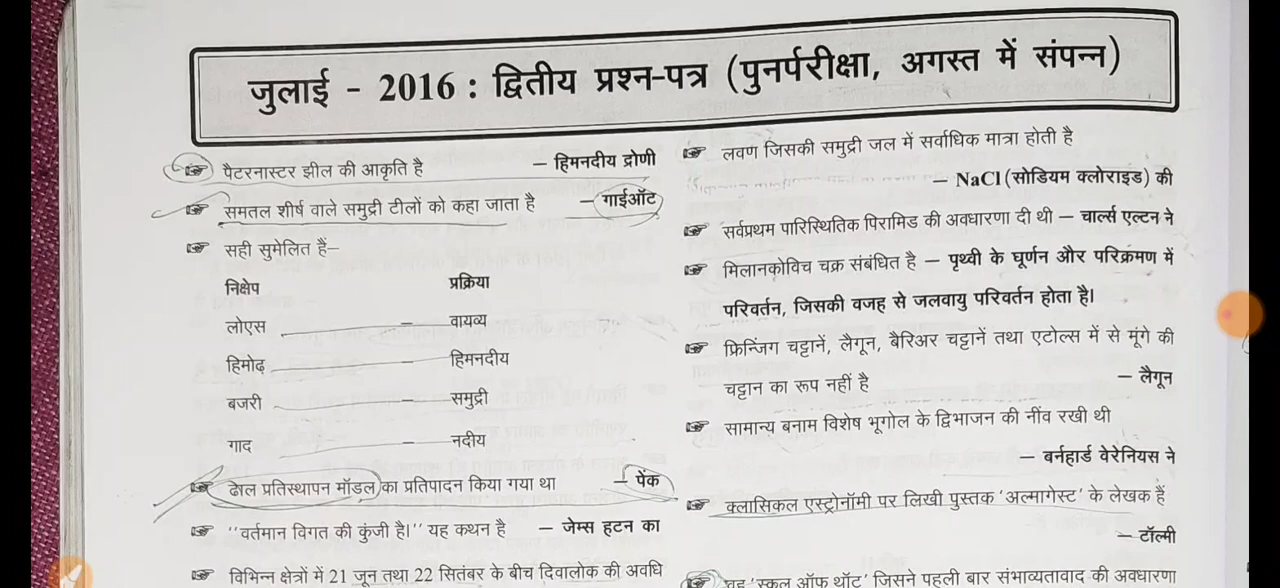 जुलाई - 2016 : द्वितीय प्रश्न-पत्र (पुनर्परीक्षा, अगस्त में संपन्न)
पैटरनास्टर झील की आकृति है – हिमनदीय द्रोणी
समतल शीर्ष वाले समुद्री टीलों को कहा जाता है – गाईऑट
सही सुमेलित हैं–
निक्षेप प्रक्रिया
लोएस – वायव्य
हिमोढ़ – हिमनदीय
बजरी – समुद्री
गाद – नदीय
ढाल प्रतिस्थापन मॉडल का प्रतिपादन किया गया था – पेंक
"वर्तमान विगत की कुंजी है।" यह कथन है – जेम्स हटन का
विभिन्न क्षेत्रों में 21 जून तथा 22 सितंबर के बीच दिवालोक की अवधि
लवण जिसकी समुद्री जल में सर्वाधिक मात्रा होती है
– NaCl (सोडियम क्लोराइड) की
सर्वप्रथम पारिस्थितिक पिरामिड की अवधारणा दी थी – चार्ल्स एल्टन ने
मिलानकोविच चक्र संबंधित है – पृथ्वी के घूर्णन और परिक्रमण में
परिवर्तन, जिसकी वजह से जलवायु परिवर्तन होता है।
फ्रिन्जिंग चट्टानें, लैगून, बैरिअर चट्टानें तथा एटोल्स में से मूंगे की
चट्टान का रूप नहीं है – लैगून
सामान्य बनाम विशेष भूगोल के द्विभाजन की नींव रखी थी
– बर्नहार्ड वेरेनियस ने
क्लासिकल एस्ट्रोनॉमी पर लिखी पुस्तक 'अल्मागेस्ट' के लेखक हैं
– टॉल्मी
वह 'स्कूल ऑफ थॉट' जिसने पहली बार संभाव्यतावाद की अवधारणा